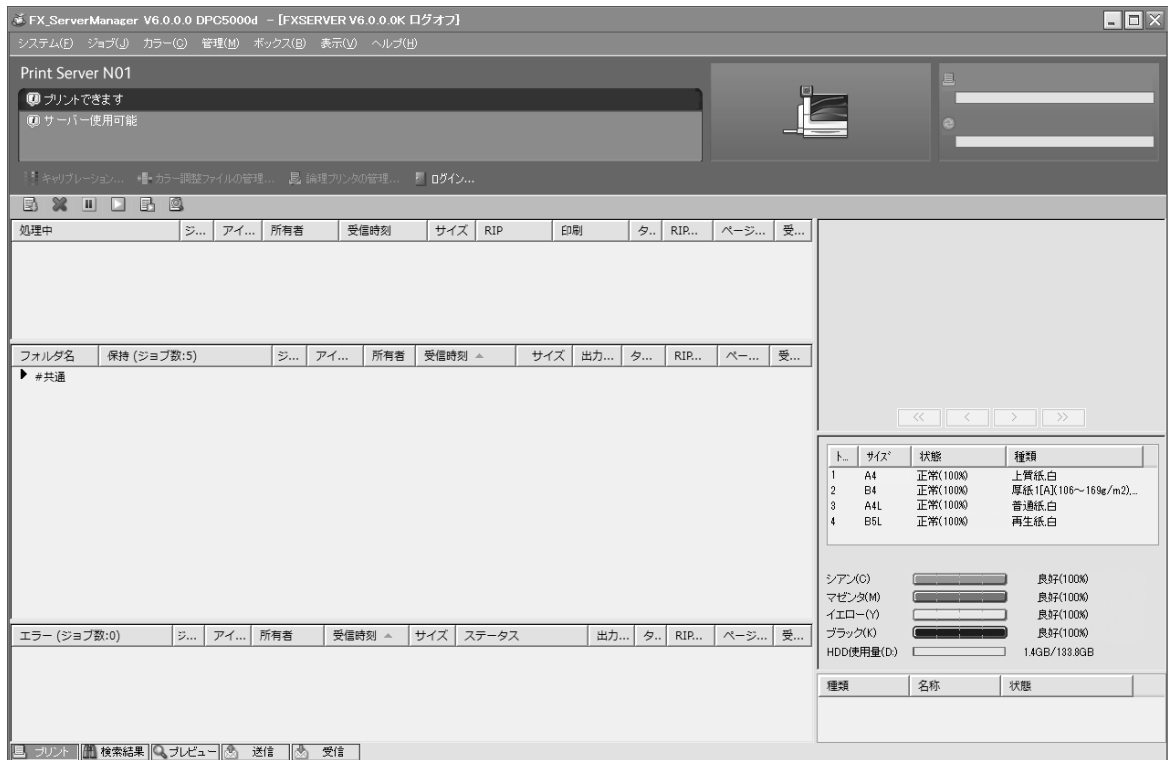 FX_ServerManager V6.0.0.0 DPC5000d - [FXSERVER V6.0.0.0K ログオフ]
システム(F) ジョブ(J) カラー(C) 管理(M) ボックス(B) 表示(V) ヘルプ(H)
Print Server N01
プリントできます
サーバー使用可能
キャリブレーション... カラー調整ファイルの管理... 論理プリンタの管理... ログイン...
処理中 ジ... アイ... 所有者 受信時刻 サイズ RIP 印刷 タ.. RIP... ページ... 受...
フォルダ名 保持 (ジョブ数:5) ジ... アイ... 所有者 受信時刻 サイズ 出力... タ... RIP... ペー... 受...
#共通
<< < > >>
ト... サイズ 状態 種類
1 A4 正常(100%) 上質紙,白
2 B4 正常(100%) 厚紙1[A](106～169g/m2),...
3 A4L 正常(100%) 普通紙,白
4 B5L 正常(100%) 再生紙,白
シアン(C) 良好(100%)
マゼンタ(M) 良好(100%)
イエロー(Y) 良好(100%)
ブラック(K) 良好(100%)
HDD使用量(D:) 1.4GB/133.8GB
エラー (ジョブ数:0) ジ... アイ... 所有者 受信時刻 サイズ ステータス 出力... タ.. RIP... ページ... 受...
種類 名称 状態
プリント 検索結果 プレビュー 送信 受信